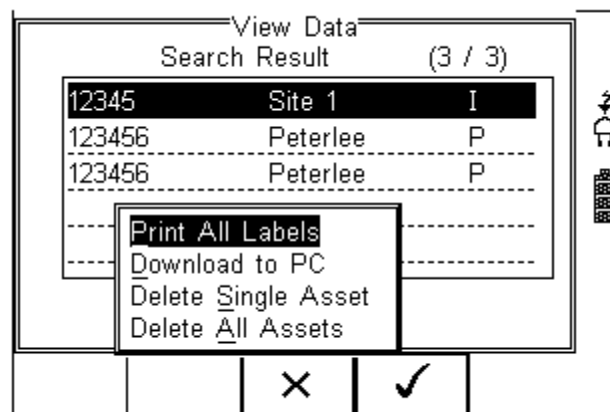 View Data
Search Result (3 / 3)
12345 Site 1 I
123456 Peterlee P
123456 Peterlee P
Print All Labels
Download to PC
Delete Single Asset
Delete All Assets